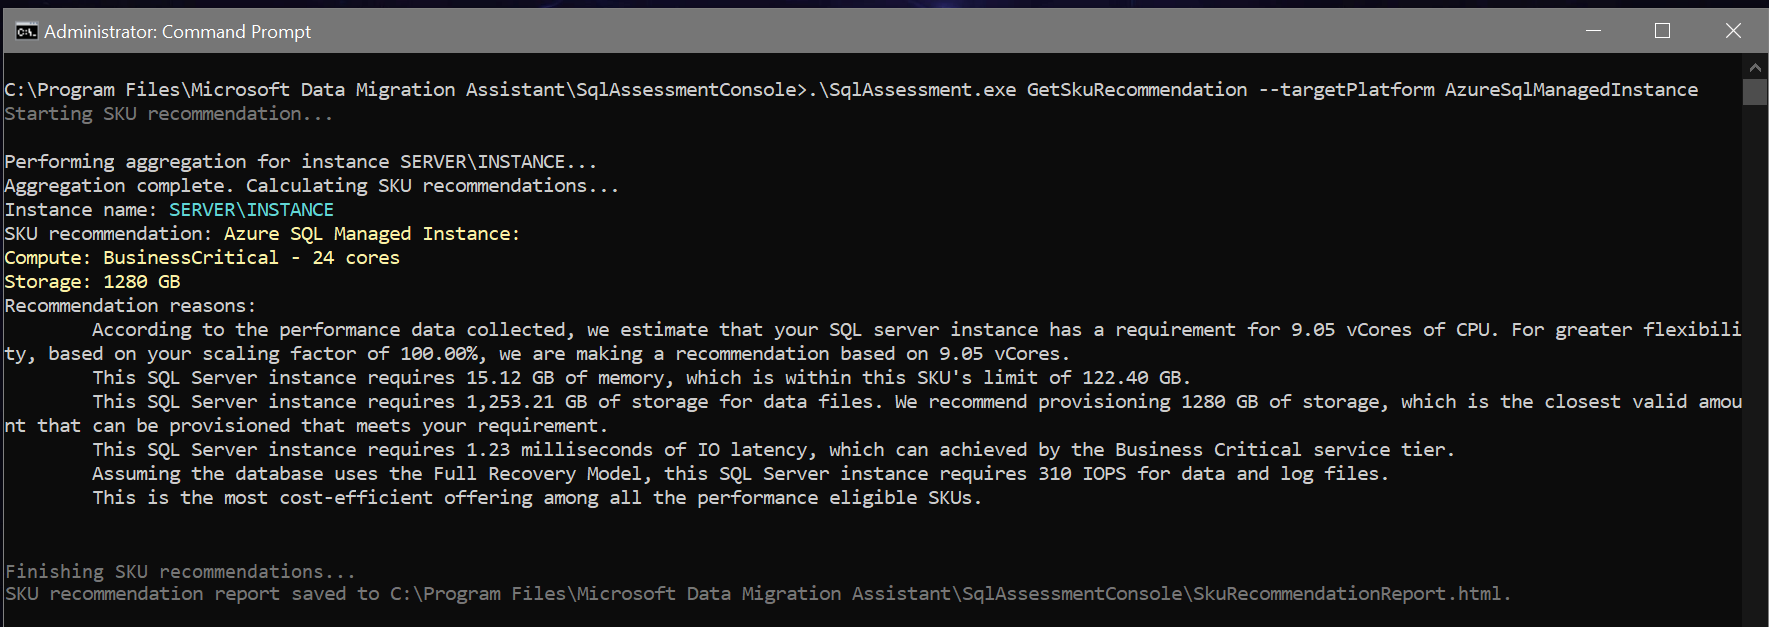 Administrator: Command Prompt
C:\Program Files\Microsoft Data Migration Assistant\SqlAssessmentConsole>.\SqlAssessment.exe GetSkuRecommendation --targetPlatform AzureSqlManagedInstance
Starting SKU recommendation...
Performing aggregation for instance SERVER\INSTANCE...
Aggregation complete. Calculating SKU recommendations...
Instance name: SERVER\INSTANCE
SKU recommendation: Azure SQL Managed Instance:
Compute: BusinessCritical - 24 cores
Storage: 1280 GB
Recommendation reasons:
According to the performance data collected, we estimate that your SQL server instance has a requirement for 9.05 vCores of CPU. For greater flexibili
ty, based on your scaling factor of 100.00%, we are making a recommendation based on 9.05 vCores.
This SQL Server instance requires 15.12 GB of memory, which is within this SKU's limit of 122.40 GB.
This SQL Server instance requires 1,253.21 GB of storage for data files. We recommend provisioning 1280 GB of storage, which is the closest valid amou
nt that can be provisioned that meets your requirement.
This SQL Server instance requires 1.23 milliseconds of IO latency, which can achieved by the Business Critical service tier.
Assuming the database uses the Full Recovery Model, this SQL Server instance requires 310 IOPS for data and log files.
This is the most cost-efficient offering among all the performance eligible SKUs.
Finishing SKU recommendations...
SKU recommendation report saved to C:\Program Files\Microsoft Data Migration Assistant\SqlAssessmentConsole\SkuRecommendationReport.html.